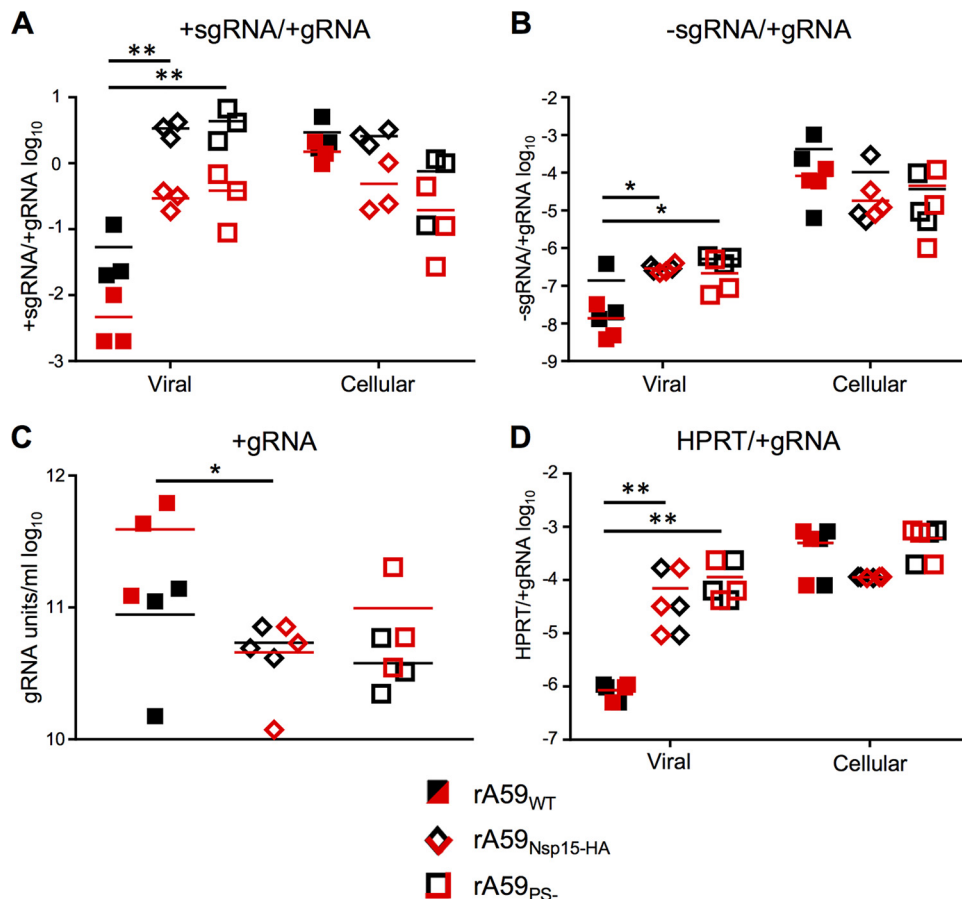 A
+sgRNA/+gRNA
**
**
+sgRNA/+gRNA log10
1
0
-1
-2
-3
Viral
Cellular
B
-sgRNA/+gRNA
*
*
-sgRNA/+gRNA log10
-2
-3
-4
-5
-6
-7
-8
-9
Viral
Cellular
C
+gRNA
*
gRNA units/ml log10
12
11
10
D
HPRT/+gRNA
**
**
HPRT/+gRNA log10
-2
-3
-4
-5
-6
-7
Viral
Cellular
rA59WT
rA59Nsp15-HA
rA59PS-